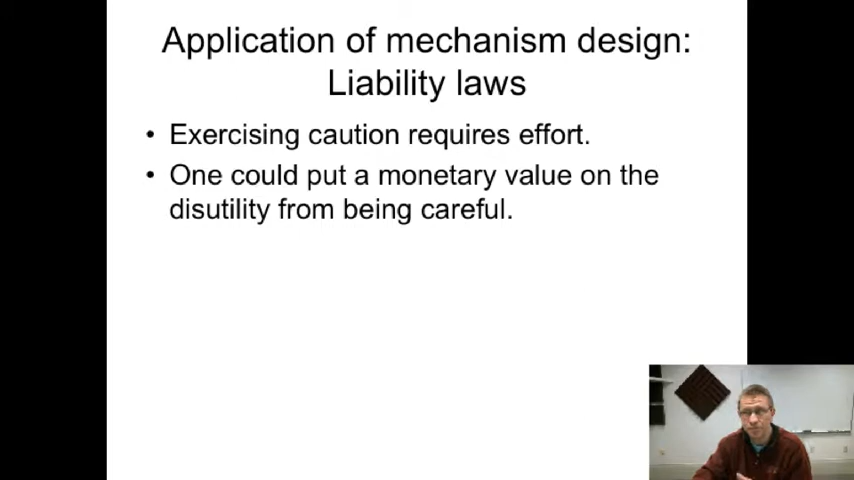 Application of mechanism design:
Liability laws
• Exercising caution requires effort.
• One could put a monetary value on the
disutility from being careful.